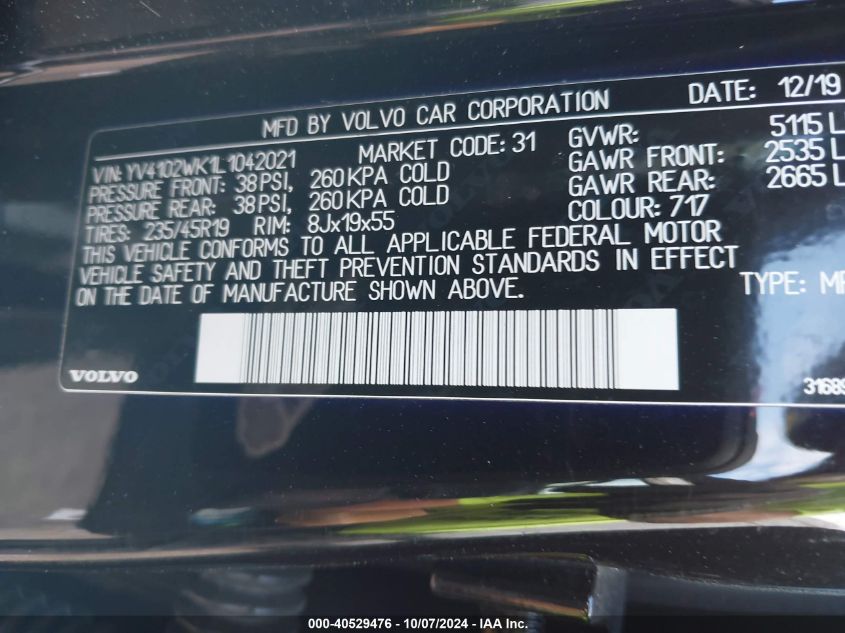 MFD BY VOLVO CAR CORPORATION DATE: 12/19
VIN: YV4102WK1L1042021 MARKET CODE: 31 GVWR: 5115 L
PRESSURE FRONT: 38 PSI, 260 KPA COLD GAWR FRONT: 2535 L
PRESSURE REAR: 38 PSI, 260 KPA COLD GAWR REAR: 2665 L
TIRES: 235/45R19 RIM: 8Jx19x55 COLOUR: 717
THIS VEHICLE CONFORMS TO ALL APPLICABLE FEDERAL MOTOR
VEHICLE SAFETY AND THEFT PREVENTION STANDARDS IN EFFECT
ON THE DATE OF MANUFACTURE SHOWN ABOVE. TYPE: MP
VOLVO 3168
000-40529476 - 10/07/2024 - IAA Inc.